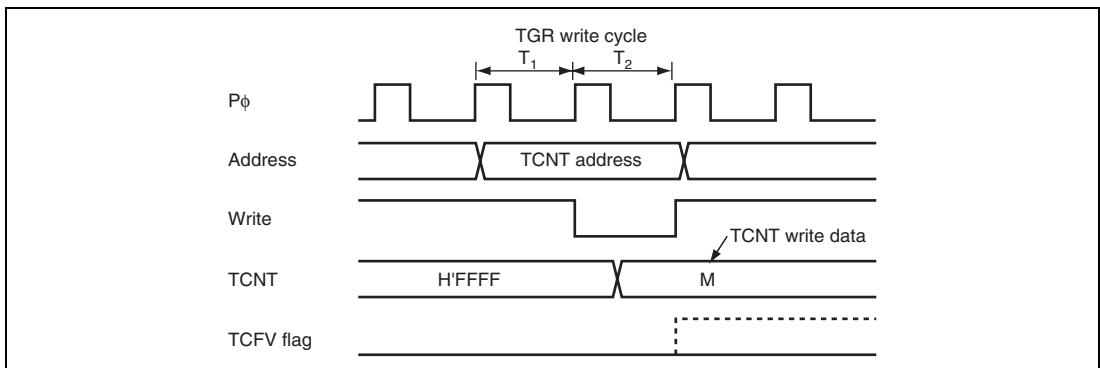 TGR write cycle
T1 T2
Pφ
Address TCNT address
Write
TCNT write data
TCNT H'FFFF M
TCFV flag